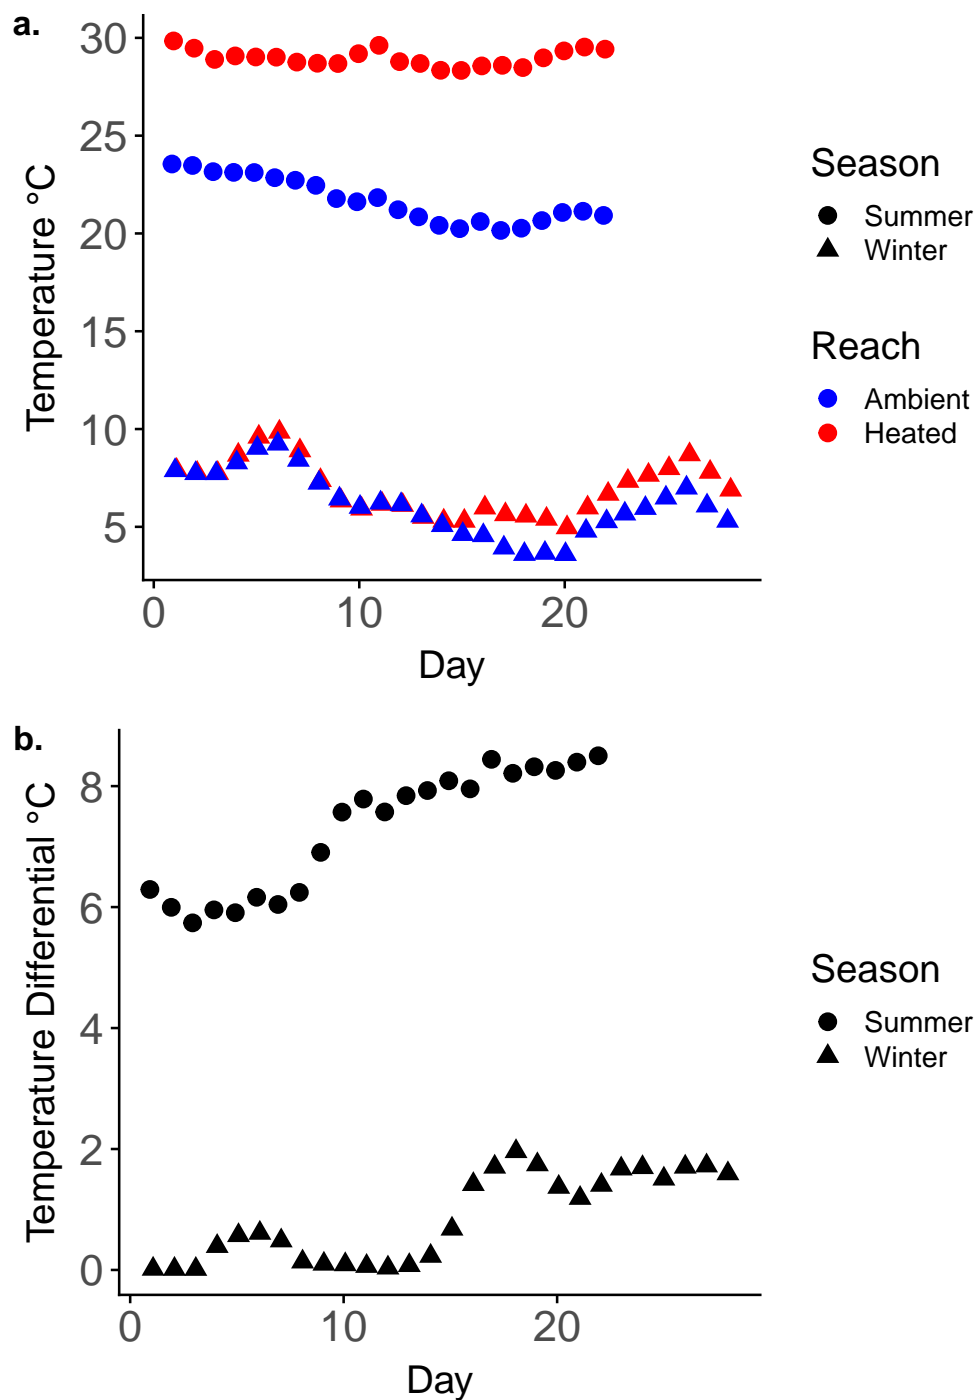 a.
Temperature °C
30
25
20
15
10
5
0
10
20
Day
Season
Summer
Winter
Reach
Ambient
Heated
b.
Temperature Differential °C
8
6
4
2
0
0
10
20
Day
Season
Summer
Winter